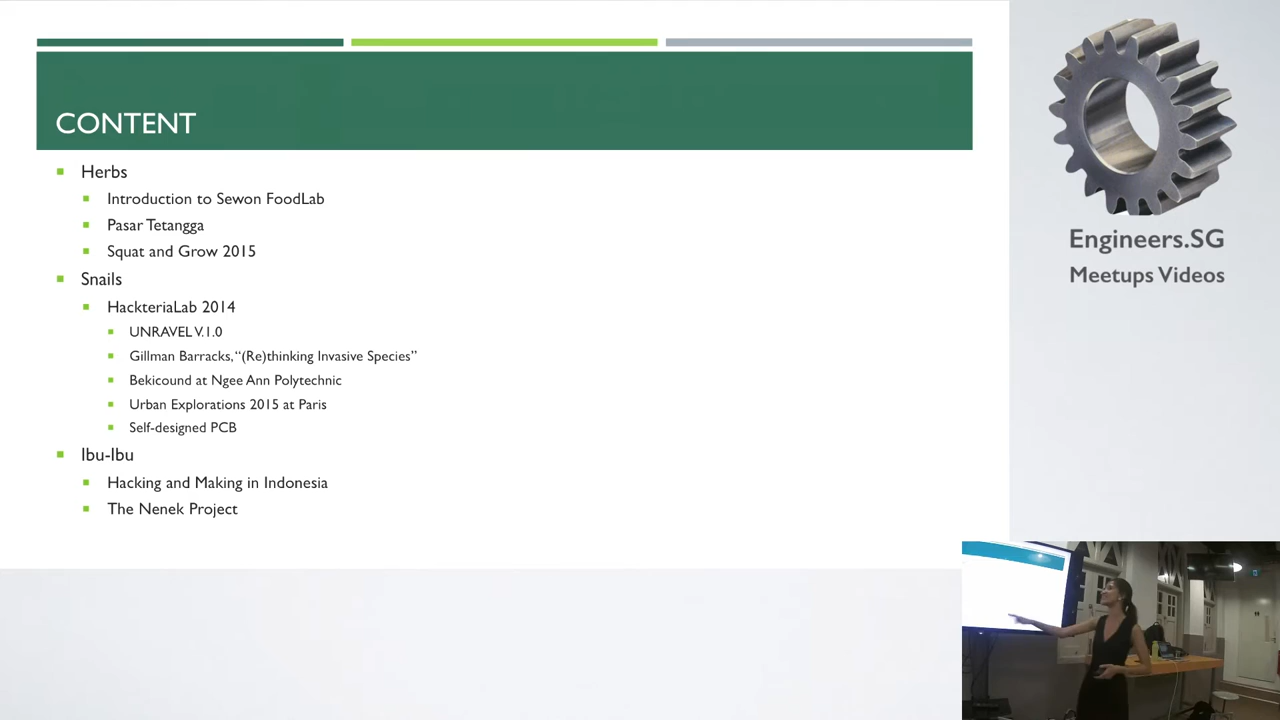 CONTENT
Herbs
Introduction to Sewon FoodLab
Pasar Tetangga
Squat and Grow 2015
Snails
HackteriaLab 2014
UNRAVEL V.1.0
Gillman Barracks, “(Re)thinking Invasive Species”
Bekicound at Ngee Ann Polytechnic
Urban Explorations 2015 at Paris
Self-designed PCB
Ibu-Ibu
Hacking and Making in Indonesia
The Nenek Project
Engineers.SG
Meetups Videos